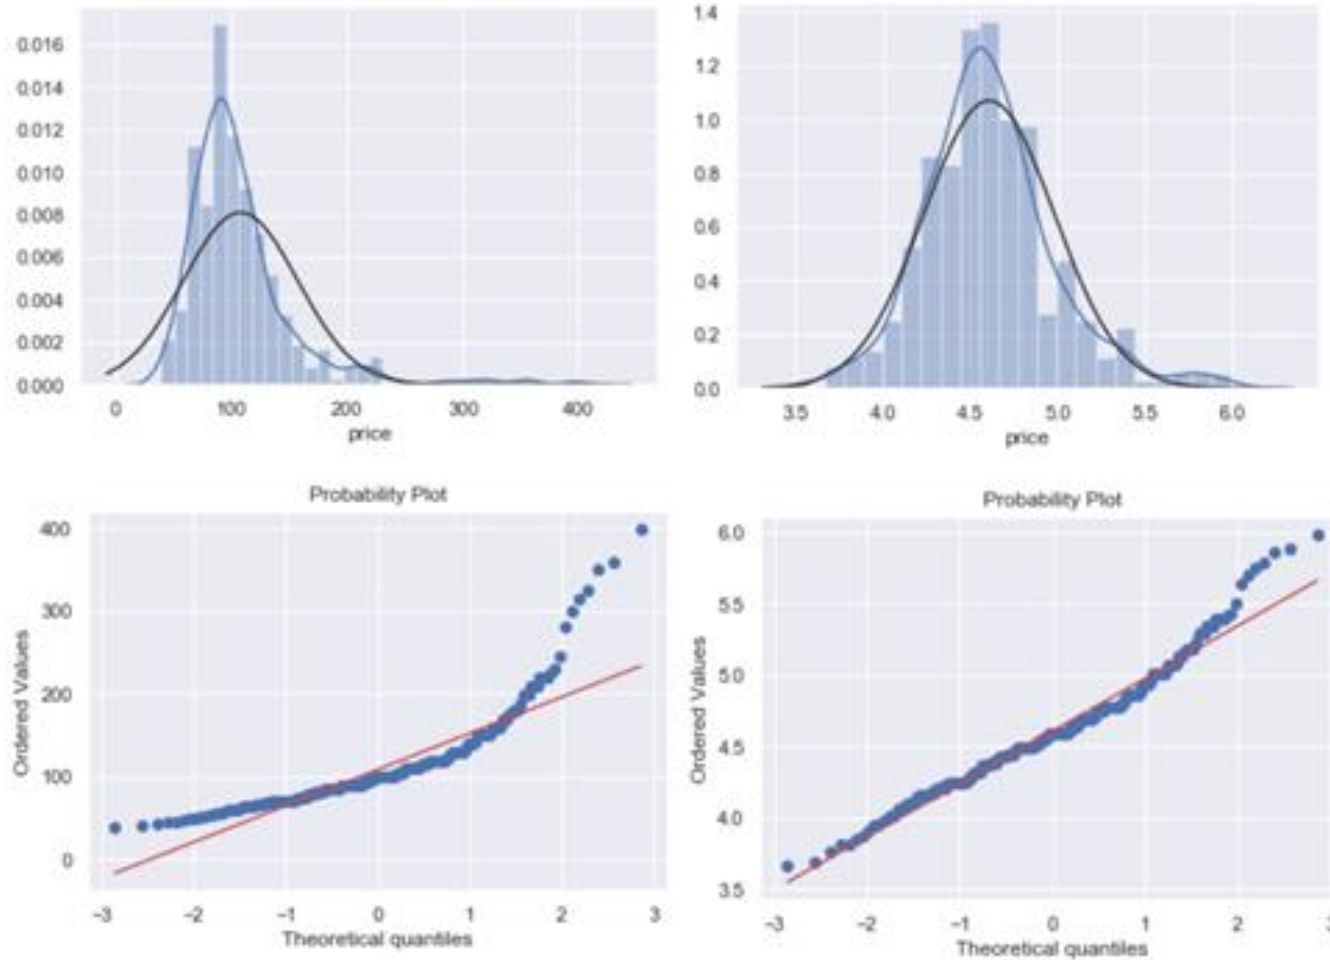 0.016
0.014
0.012
0.010
0.008
0.006
0.004
0.002
0.000
0 100 200 300 400
price
1.4
1.2
1.0
0.8
0.6
0.4
0.2
0.0
3.5 4.0 4.5 5.0 5.5 6.0
price
Probability Plot
400
300
200
100
0
Ordered Values
−3 −2 −1 0 1 2 3
Theoretical quantiles
Probability Plot
6.0
5.5
5.0
4.5
4.0
3.5
Ordered Values
−3 −2 −1 0 1 2 3
Theoretical quantiles